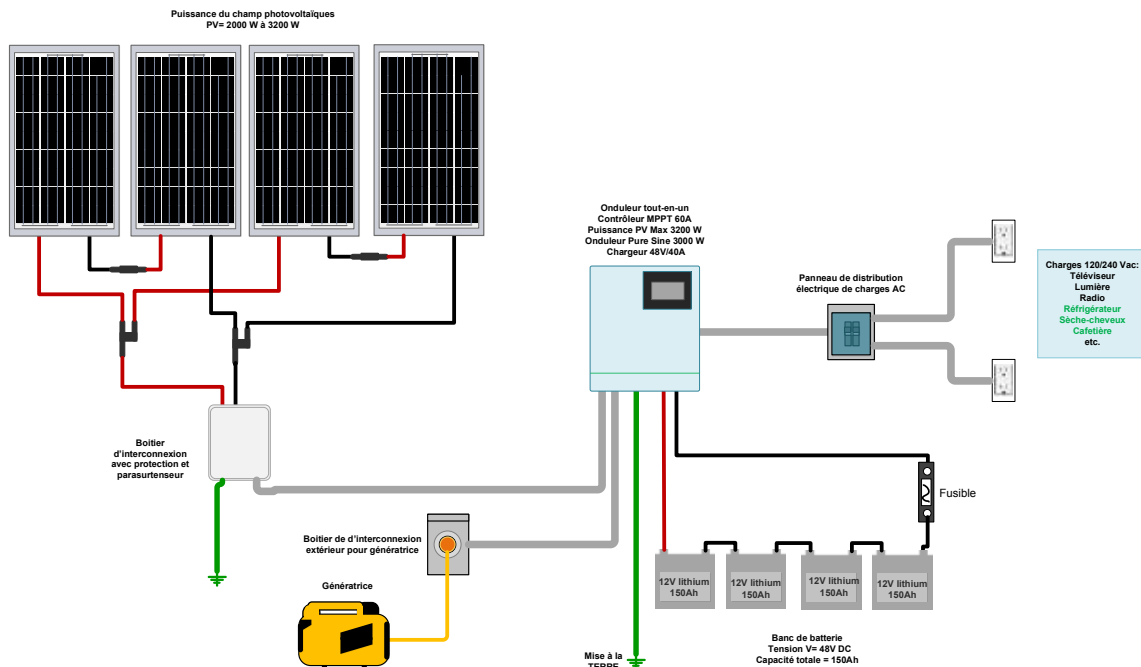 Puissance du champ photovoltaïques
PV= 2000 W à 3200 W
Onduleur tout-en-un
Contrôleur MPPT 60A
Puissance PV Max 3200 W
Onduleur Pure Sine 3000 W
Chargeur 48V/40A
Panneau de distribution
électrique de charges AC
Charges 120/240 Vac:
Téléviseur
Lumière
Radio
Réfrigérateur
Sèche-cheveux
Cafetière
etc.
Boitier
d'interconnexion
avec protection et
parasurtenseur
Fusible
Boitier de d'interconnexion
extérieur pour génératrice
Génératrice
12V lithium
150Ah
12V lithium
150Ah
12V lithium
150Ah
12V lithium
150Ah
Banc de batterie
Tension V= 48V DC
Capacité totale = 150Ah
Mise à la
TERRE